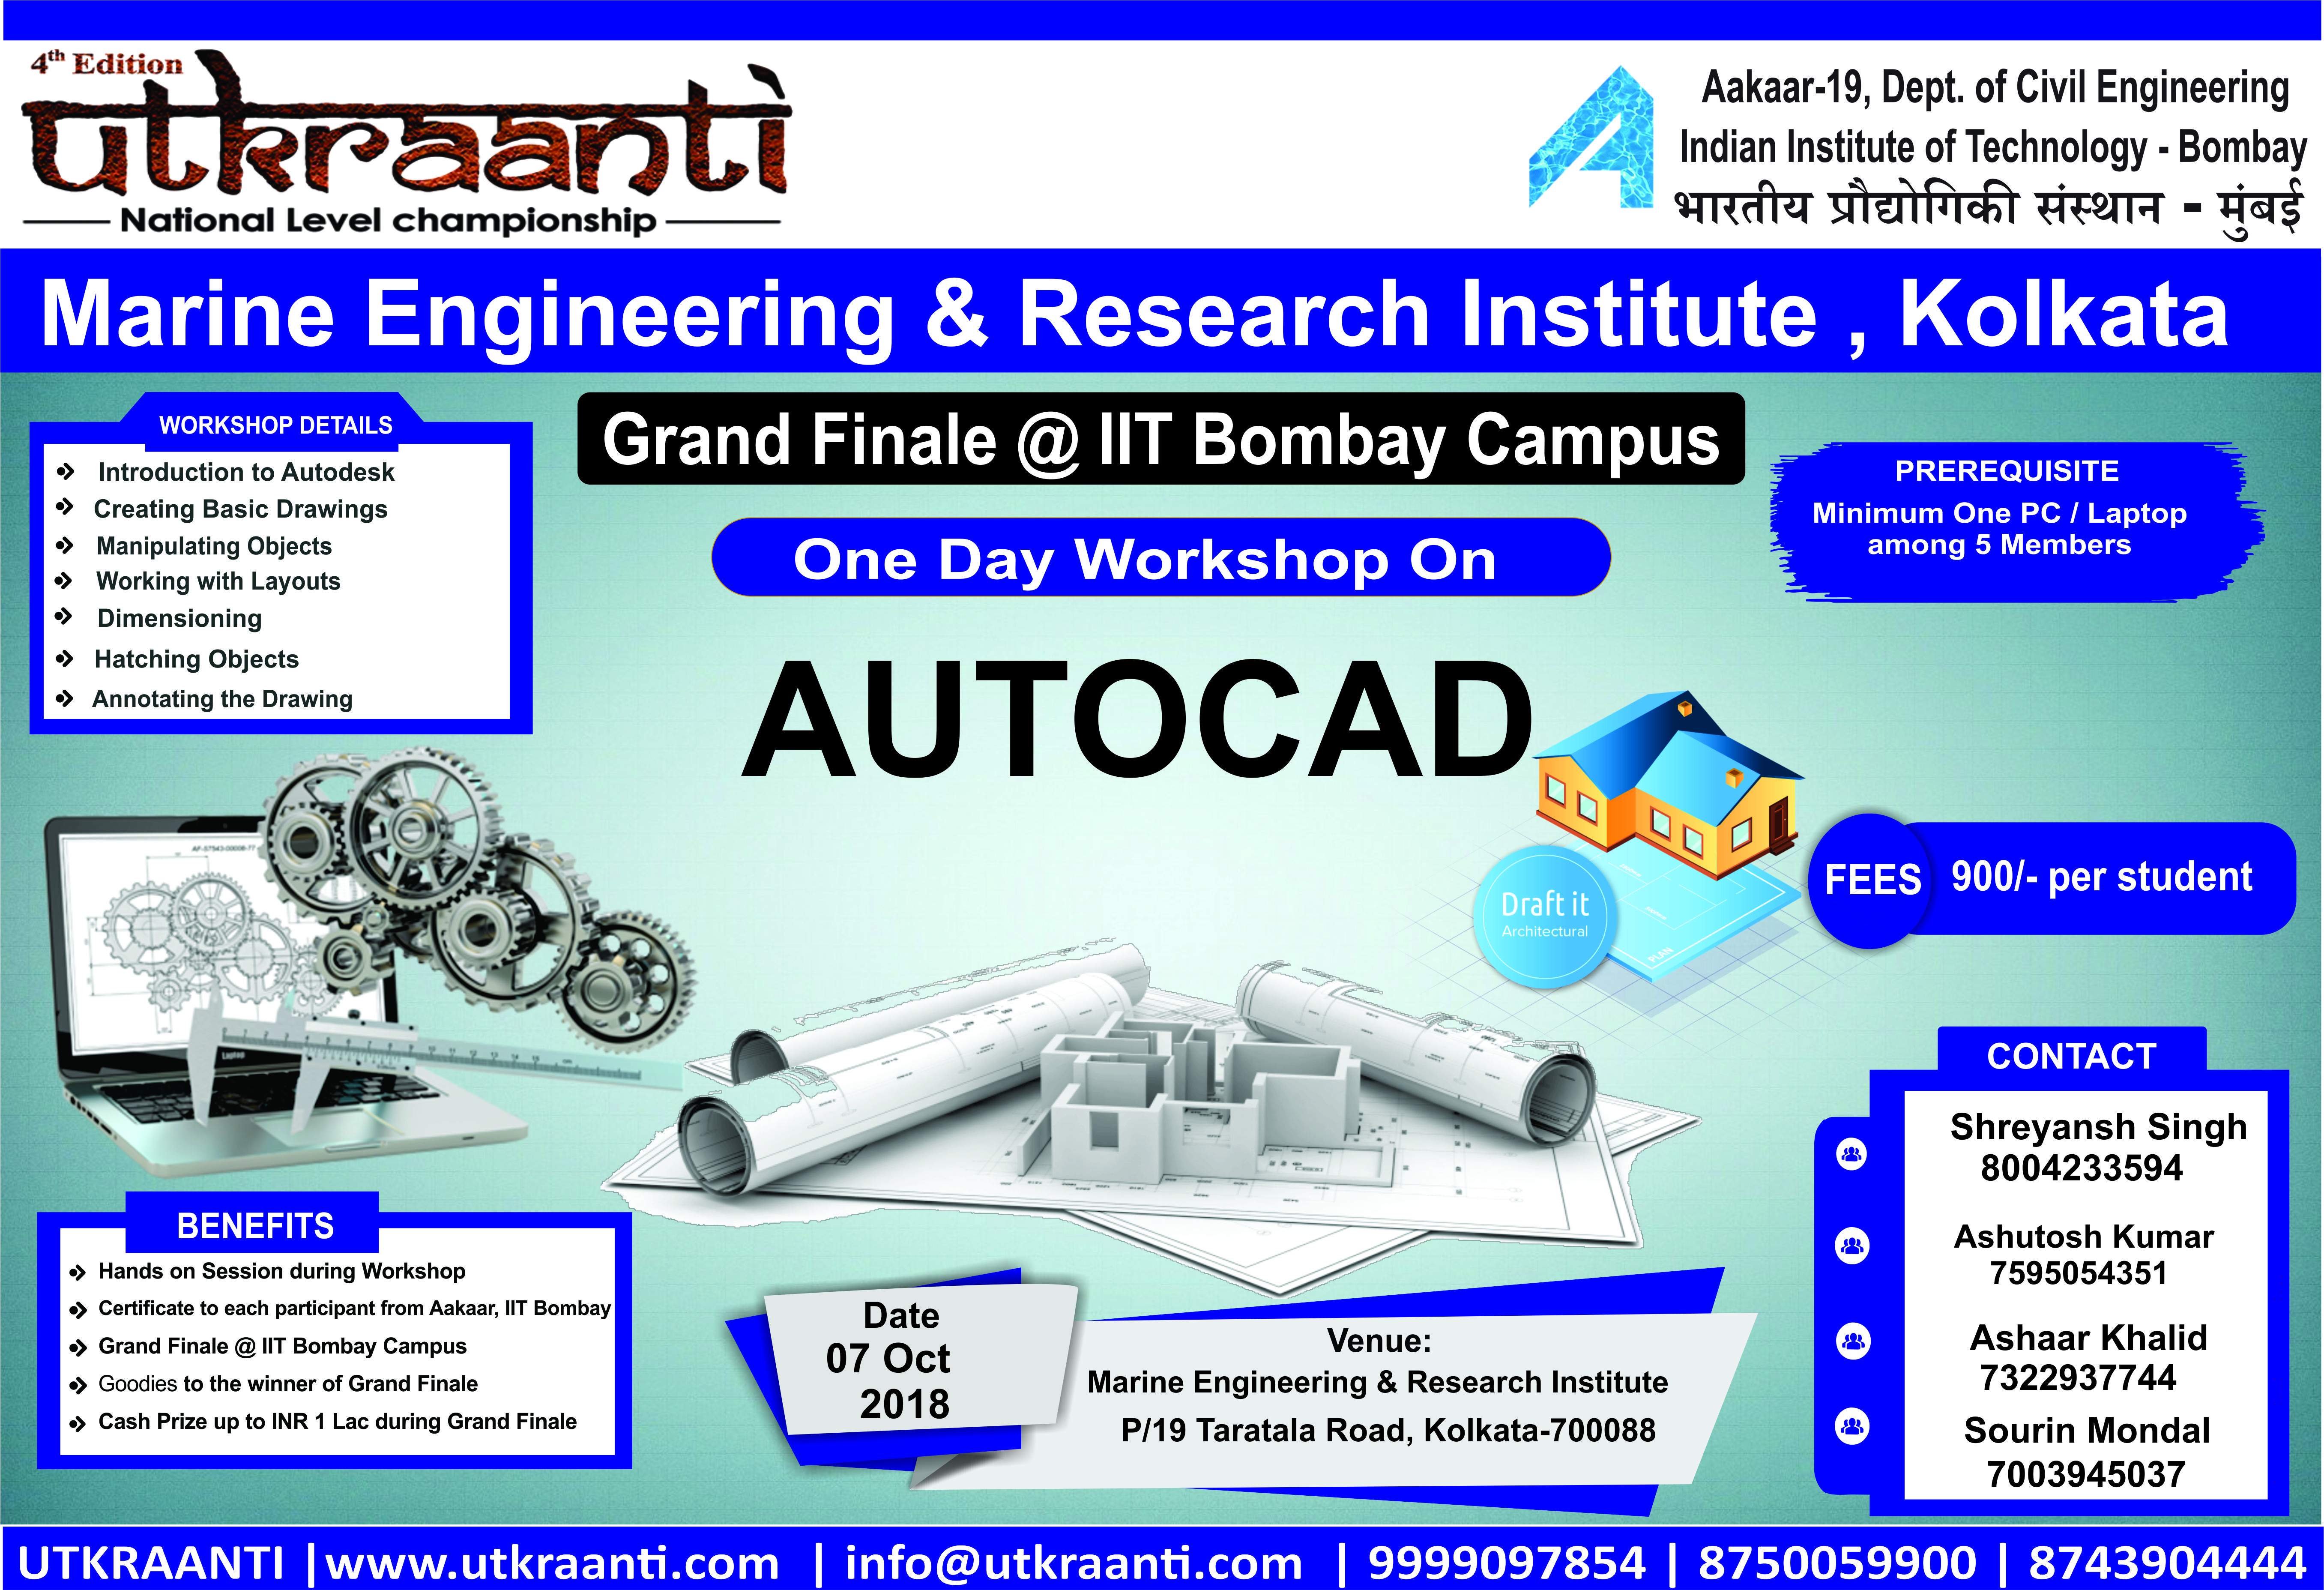 4th Edition
utkraanti
National Level championship
Aakaar-19, Dept. of Civil Engineering
Indian Institute of Technology - Bombay
भारतीय प्रौद्योगिकी संस्थान - मुंबई
Marine Engineering & Research Institute , Kolkata
Grand Finale @ IIT Bombay Campus
One Day Workshop On
AUTOCAD
WORKSHOP DETAILS
Introduction to Autodesk
Creating Basic Drawings
Manipulating Objects
Working with Layouts
Dimensioning
Hatching Objects
Annotating the Drawing
PREREQUISITE
Minimum One PC / Laptop
among 5 Members
Draft it
Architectural
PLAN
FEES
900/- per student
Laptop
BENEFITS
Hands on Session during Workshop
Certificate to each participant from Aakaar, IIT Bombay
Grand Finale @ IIT Bombay Campus
Goodies to the winner of Grand Finale
Cash Prize up to INR 1 Lac during Grand Finale
Date
07 Oct
2018
Venue:
Marine Engineering & Research Institute
P/19 Taratala Road, Kolkata-700088
CONTACT
Shreyansh Singh
8004233594
Ashutosh Kumar
7595054351
Ashaar Khalid
7322937744
Sourin Mondal
7003945037
UTKRAANTI | www.utkraanti.com | info@utkraanti.com | 9999097854 | 8750059900 | 8743904444